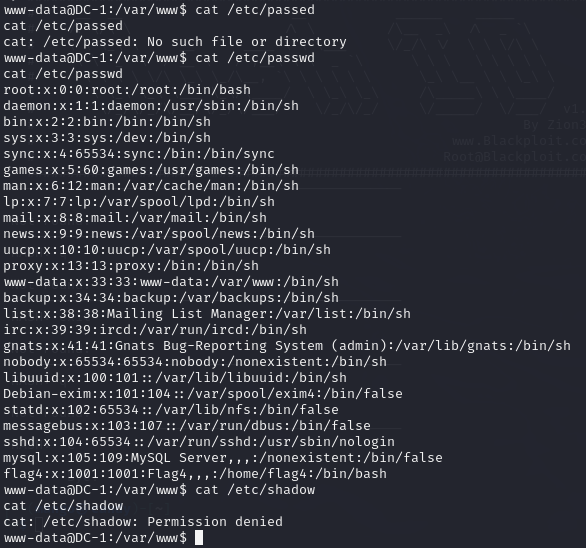 www-data@DC-1:/var/www$ cat /etc/passed
cat /etc/passed
cat: /etc/passed: No such file or directory
www-data@DC-1:/var/www$ cat /etc/passwd
cat /etc/passwd
root:x:0:0:root:/root:/bin/bash
daemon:x:1:1:daemon:/usr/sbin:/bin/sh
bin:x:2:2:bin:/bin:/bin/sh
sys:x:3:3:sys:/dev:/bin/sh
sync:x:4:65534:sync:/bin:/bin/sync
games:x:5:60:games:/usr/games:/bin/sh
man:x:6:12:man:/var/cache/man:/bin/sh
lp:x:7:7:lp:/var/spool/lpd:/bin/sh
mail:x:8:8:mail:/var/mail:/bin/sh
news:x:9:9:news:/var/spool/news:/bin/sh
uucp:x:10:10:uucp:/var/spool/uucp:/bin/sh
proxy:x:13:13:proxy:/bin:/bin/sh
www-data:x:33:33:www-data:/var/www:/bin/sh
backup:x:34:34:backup:/var/backups:/bin/sh
list:x:38:38:Mailing List Manager:/var/list:/bin/sh
irc:x:39:39:ircd:/var/run/ircd:/bin/sh
gnats:x:41:41:Gnats Bug-Reporting System (admin):/var/lib/gnats:/bin/sh
nobody:x:65534:65534:nobody:/nonexistent:/bin/sh
libuuid:x:100:101::/var/lib/libuuid:/bin/sh
Debian-exim:x:101:104::/var/spool/exim4:/bin/false
statd:x:102:65534::/var/lib/nfs:/bin/false
messagebus:x:103:107::/var/run/dbus:/bin/false
sshd:x:104:65534::/var/run/sshd:/usr/sbin/nologin
mysql:x:105:109:MySQL Server,,,:/nonexistent:/bin/false
flag4:x:1001:1001:Flag4,,,:/home/flag4:/bin/bash
www-data@DC-1:/var/www$ cat /etc/shadow
cat /etc/shadow
cat: /etc/shadow: Permission denied
www-data@DC-1:/var/www$
By Zion3
www.Blackploit.co
Root@Blackploit.co